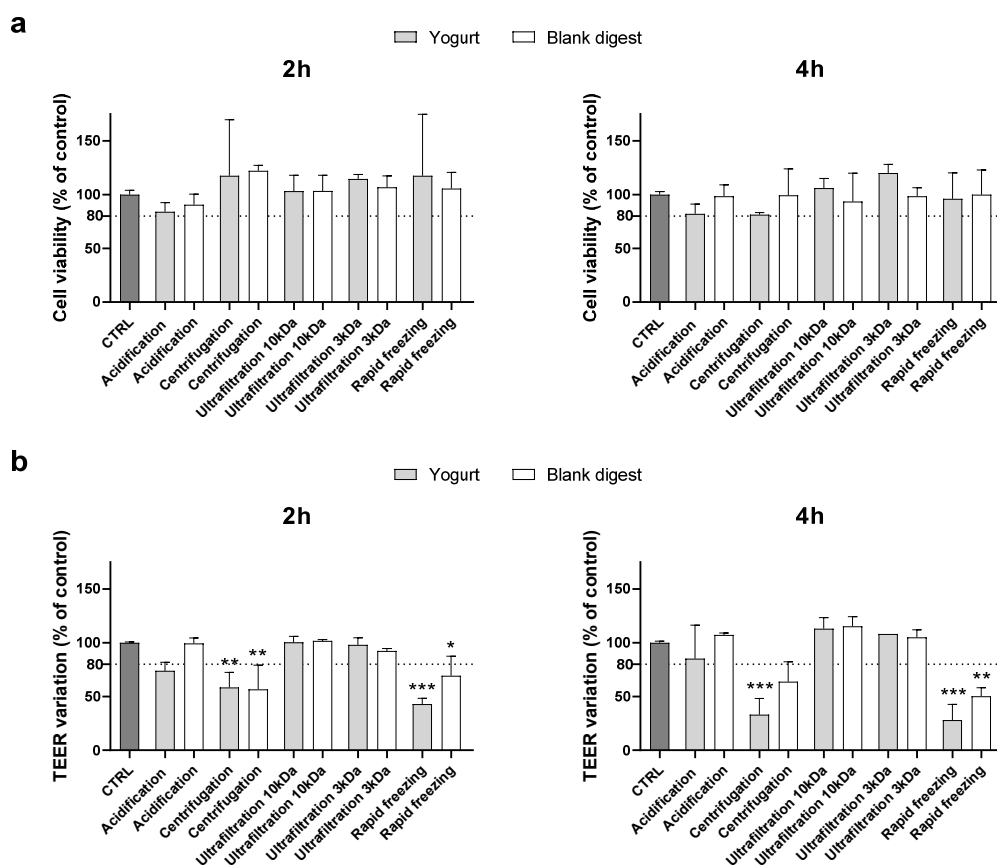 a
Yogurt Blank digest
2h
Cell viability (% of control)
150
100
80
50
0
CTRL
Acidification
Acidification
Centrifugation
Centrifugation
Ultrafiltration 10kDa
Ultrafiltration 10kDa
Ultrafiltration 3kDa
Ultrafiltration 3kDa
Rapid freezing
Rapid freezing
4h
Cell viability (% of control)
150
100
80
50
0
CTRL
Acidification
Acidification
Centrifugation
Centrifugation
Ultrafiltration 10kDa
Ultrafiltration 10kDa
Ultrafiltration 3kDa
Ultrafiltration 3kDa
Rapid freezing
Rapid freezing
b
Yogurt Blank digest
2h
TEER variation (% of control)
150
100
80
50
0
**
**
***
*
CTRL
Acidification
Acidification
Centrifugation
Centrifugation
Ultrafiltration 10kDa
Ultrafiltration 10kDa
Ultrafiltration 3kDa
Ultrafiltration 3kDa
Rapid freezing
Rapid freezing
4h
TEER variation (% of control)
150
100
80
50
0
***
***
**
CTRL
Acidification
Acidification
Centrifugation
Centrifugation
Ultrafiltration 10kDa
Ultrafiltration 10kDa
Ultrafiltration 3kDa
Ultrafiltration 3kDa
Rapid freezing
Rapid freezing